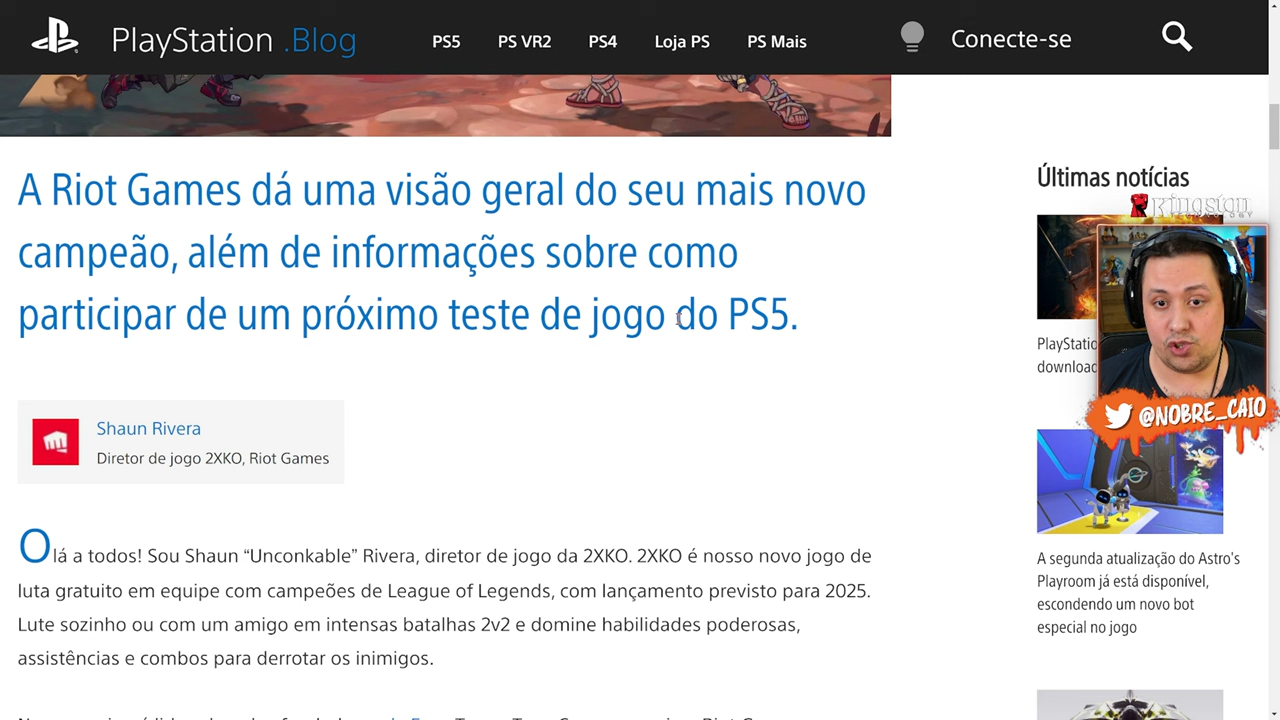 PlayStation .Blog
PS5 PS VR2 PS4 Loja PS PS Mais
Conecte-se
A Riot Games dá uma visão geral do seu mais novo
campeão, além de informações sobre como
participar de um próximo teste de jogo do PS5.
Shaun Rivera
Diretor de jogo 2XKO, Riot Games
Olá a todos! Sou Shaun “Unconkable” Rivera, diretor de jogo da 2XKO. 2XKO é nosso novo jogo de
luta gratuito em equipe com campeões de League of Legends, com lançamento previsto para 2025.
Lute sozinho ou com um amigo em intensas batalhas 2v2 e domine habilidades poderosas,
assistências e combos para derrotar os inimigos.
Últimas notícias
Kingston
TECHNOLOGY
download
@NOBRE_CAIO
A segunda atualização do Astro's
Playroom já está disponível,
escondendo um novo bot
especial no jogo